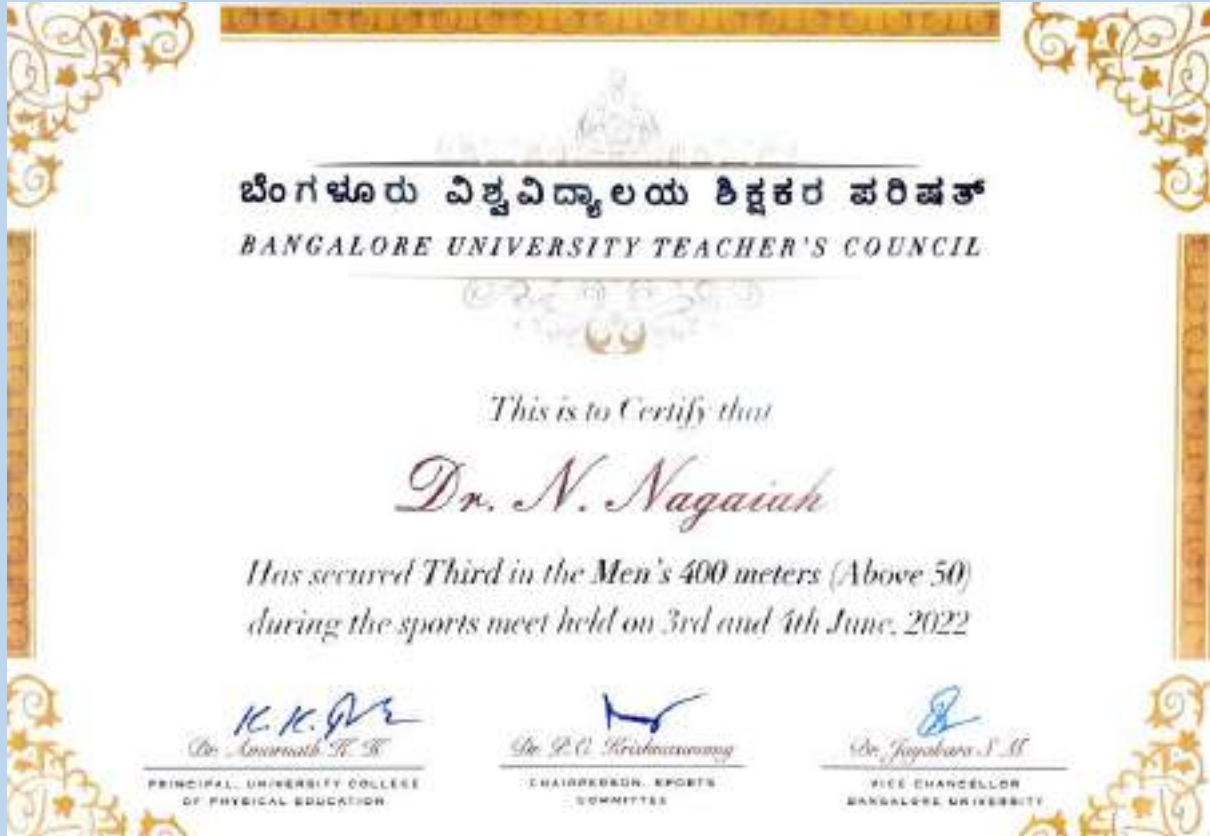 ಬೆಂಗಳೂರು ವಿಶ್ವವಿದ್ಯಾಲಯ ಶಿಕ್ಷಕರ ಪರಿಷತ್
BANGALORE UNIVERSITY TEACHER'S COUNCIL
This is to Certify that
Dr. N. Nagaiah
Has secured Third in the Men's 400 meters (Above 50)
during the sports meet held on 3rd and 4th June, 2022
K. K.
Dr. Amarnath K. K
Dr. P. C. Krishnaswamy
Dr. Jayakara S. M
PRINCIPAL, UNIVERSITY COLLEGE
OF PHYSICAL EDUCATION
CHAIRPERSON, SPORTS
COMMITTEE
VICE CHANCELLOR
BANGALORE UNIVERSITY